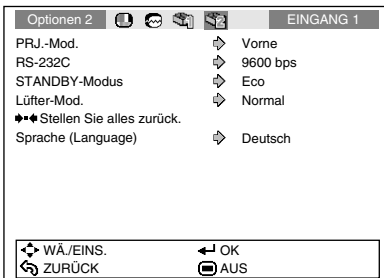 Optionen 2 EINGANG 1
PRJ.-Mod. Vorne
RS-232C 9600 bps
STANDBY-Modus Eco
Lüfter-Mod. Normal
Stellen Sie alles zurück.
Sprache (Language) Deutsch
WÄ./EINS. OK
ZURÜCK AUS